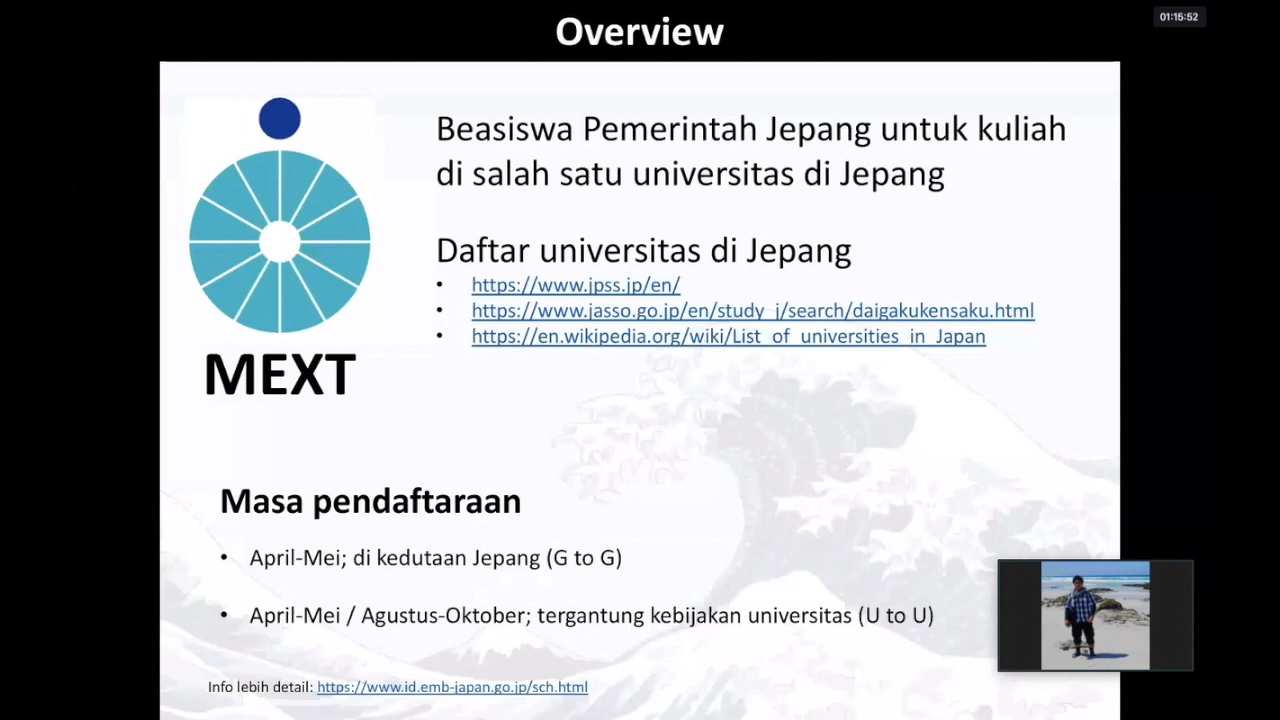 Overview
01:15:52
Beasiswa Pemerintah Jepang untuk kuliah
di salah satu universitas di Jepang
Daftar universitas di Jepang
• https://www.jpss.jp/en/
• https://www.jasso.go.jp/en/study_j/search/daigakukensaku.html
• https://en.wikipedia.org/wiki/List_of_universities_in_Japan
MEXT
Masa pendaftaraan
• April-Mei; di kedutaan Jepang (G to G)
• April-Mei / Agustus-Oktober; tergantung kebijakan universitas (U to U)
Info lebih detail: https://www.id.emb-japan.go.jp/sch.html